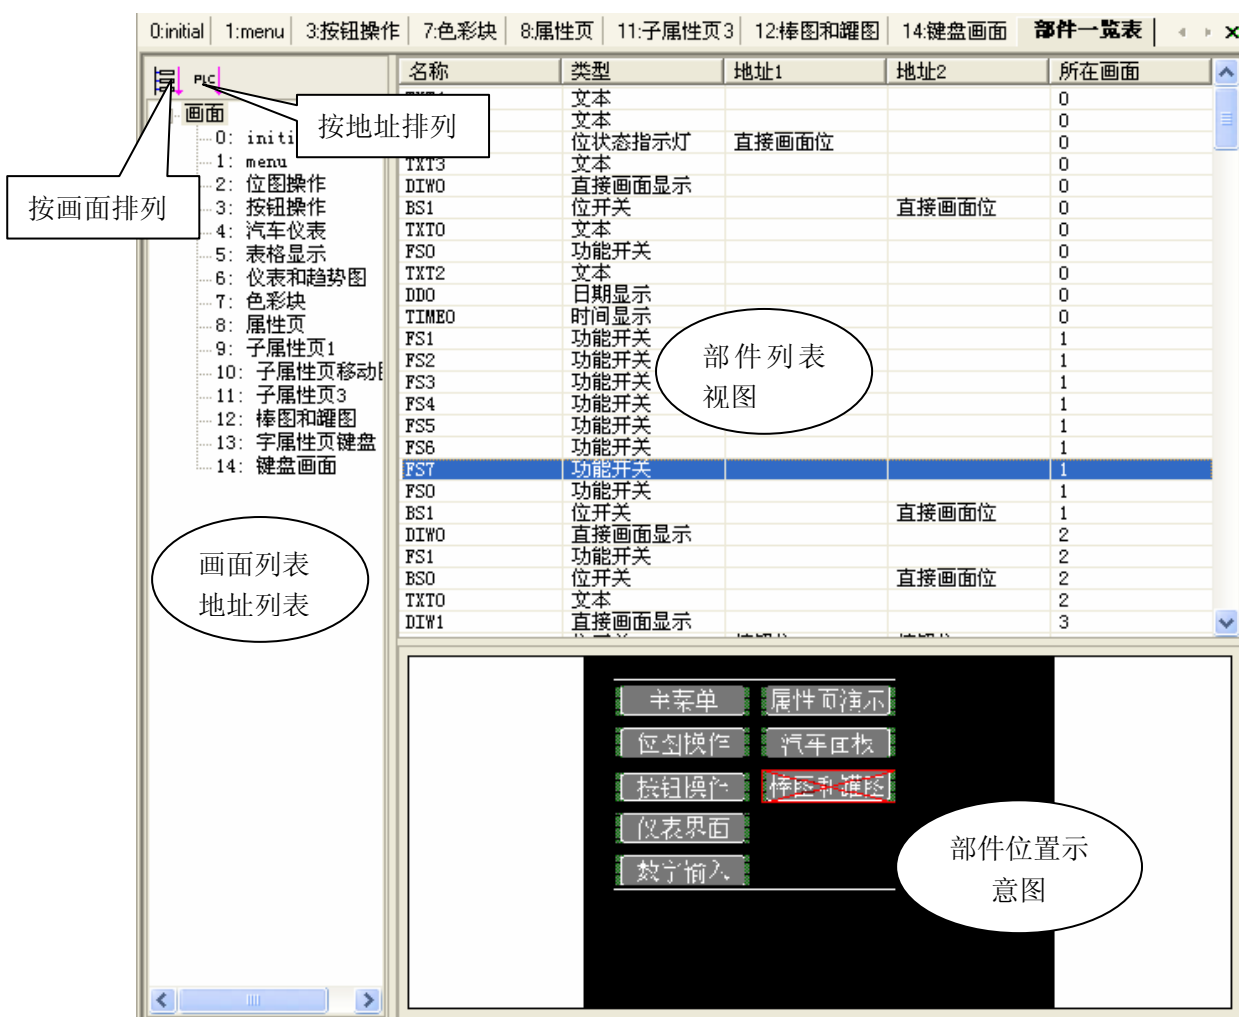 0:initial 1:menu 3:按钮操作 7:色彩块 8:属性页 11:子属性页3 12:棒图和罐图 14:键盘画面 部件一览表
PLC
名称 类型 地址1 地址2 所在画面
文本 0
文本 0
位状态指示灯 直接画面位 0
TXT3 文本 0
DIW0 直接画面显示 0
BS1 位开关 直接画面位 0
TXT0 文本 0
FS0 功能开关 0
TXT2 文本 0
DD0 日期显示 0
TIME0 时间显示 0
FS1 功能开关 1
FS2 功能开关 1
FS3 功能开关 1
FS4 功能开关 1
FS5 功能开关 1
FS6 功能开关 1
FS7 功能开关 1
FS0 功能开关 1
BS1 位开关 直接画面位 1
DIW0 直接画面显示 2
FS1 功能开关 2
BS0 位开关 直接画面位 2
TXT0 文本 2
DIW1 直接画面显示 3
画面
0: initi
1: menu
2: 位图操作
3: 按钮操作
4: 汽车仪表
5: 表格显示
6: 仪表和趋势图
7: 色彩块
8: 属性页
9: 子属性页1
10: 子属性页移动
11: 子属性页3
12: 棒图和罐图
13: 字属性页键盘
14: 键盘画面
按地址排列
按画面排列
部件列表
视图
画面列表
地址列表
主菜单 属性页演示
位图操作 汽车面板
按钮操作 棒图和罐图
仪表界面
数字输入
部件位置示
意图